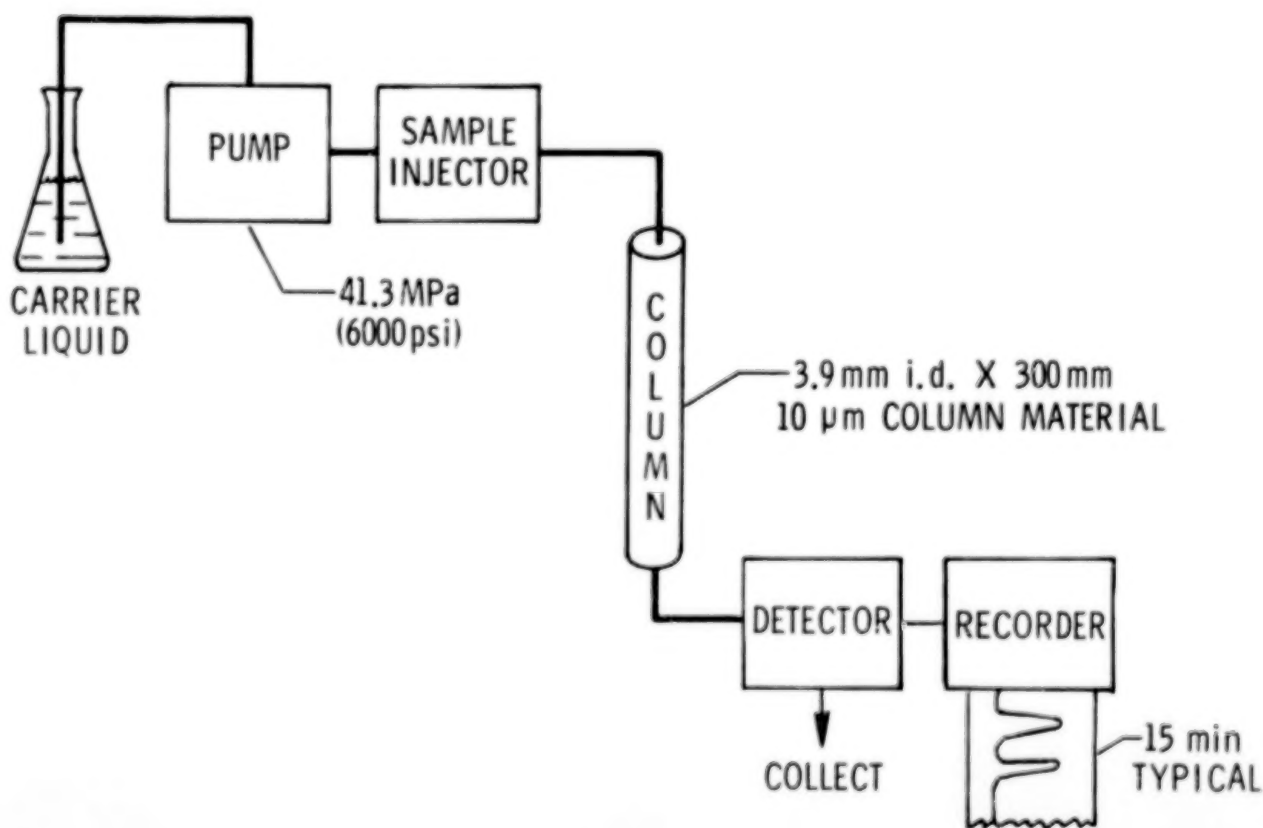 PUMP
SAMPLE
INJECTOR
CARRIER
LIQUID
41.3 MPa
(6000 psi)
COLUMN
3.9 mm i.d. X 300 mm
10 µm COLUMN MATERIAL
DETECTOR
RECORDER
COLLECT
15 min
TYPICAL